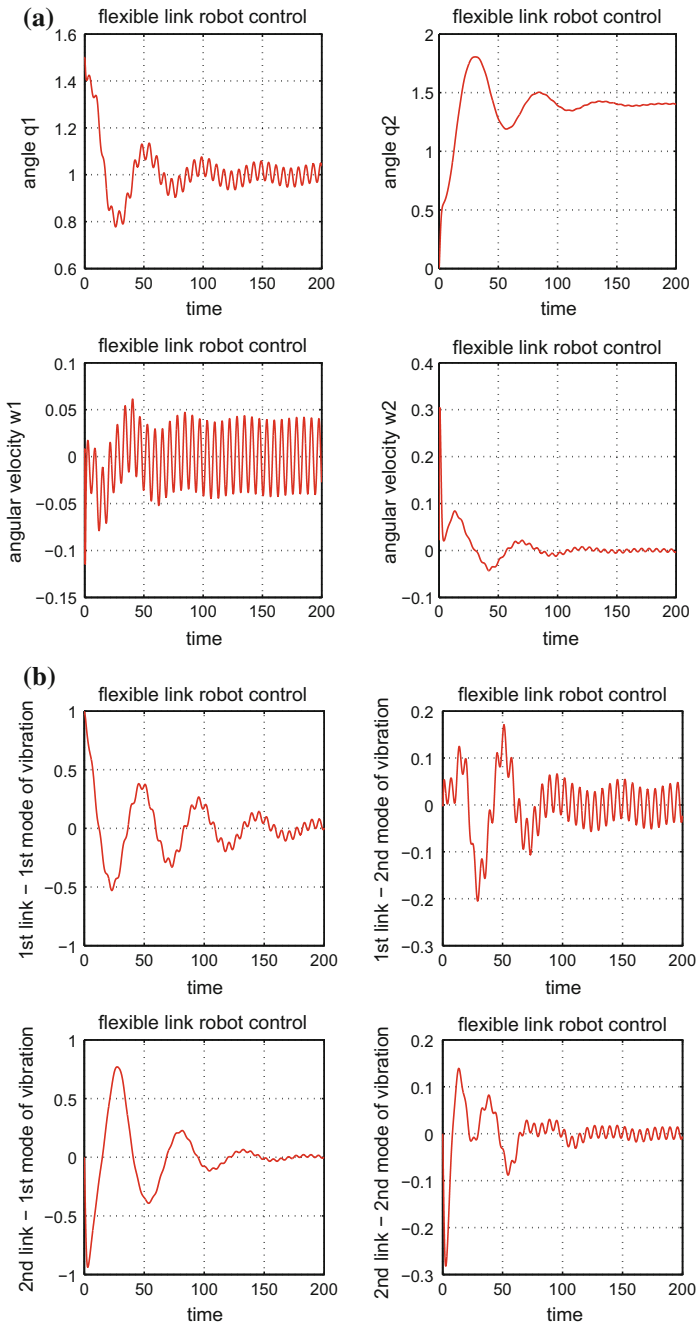 (a)
flexible link robot control
1.6
1.4
1.2
1
0.8
0.6
angle q1
0 50 100 150 200
time
flexible link robot control
2
1.5
1
0.5
0
angle q2
0 50 100 150 200
time
flexible link robot control
0.1
0.05
0
−0.05
−0.1
−0.15
angular velocity w1
0 50 100 150 200
time
flexible link robot control
0.4
0.3
0.2
0.1
0
−0.1
angular velocity w2
0 50 100 150 200
time
(b)
flexible link robot control
1
0.5
0
−0.5
−1
1st link − 1st mode of vibration
0 50 100 150 200
time
flexible link robot control
0.2
0.1
0
−0.1
−0.2
−0.3
1st link − 2nd mode of vibration
0 50 100 150 200
time
flexible link robot control
1
0.5
0
−0.5
−1
2nd link − 1st mode of vibration
0 50 100 150 200
time
flexible link robot control
0.2
0.1
0
−0.1
−0.2
−0.3
2nd link − 2nd mode of vibration
0 50 100 150 200
time